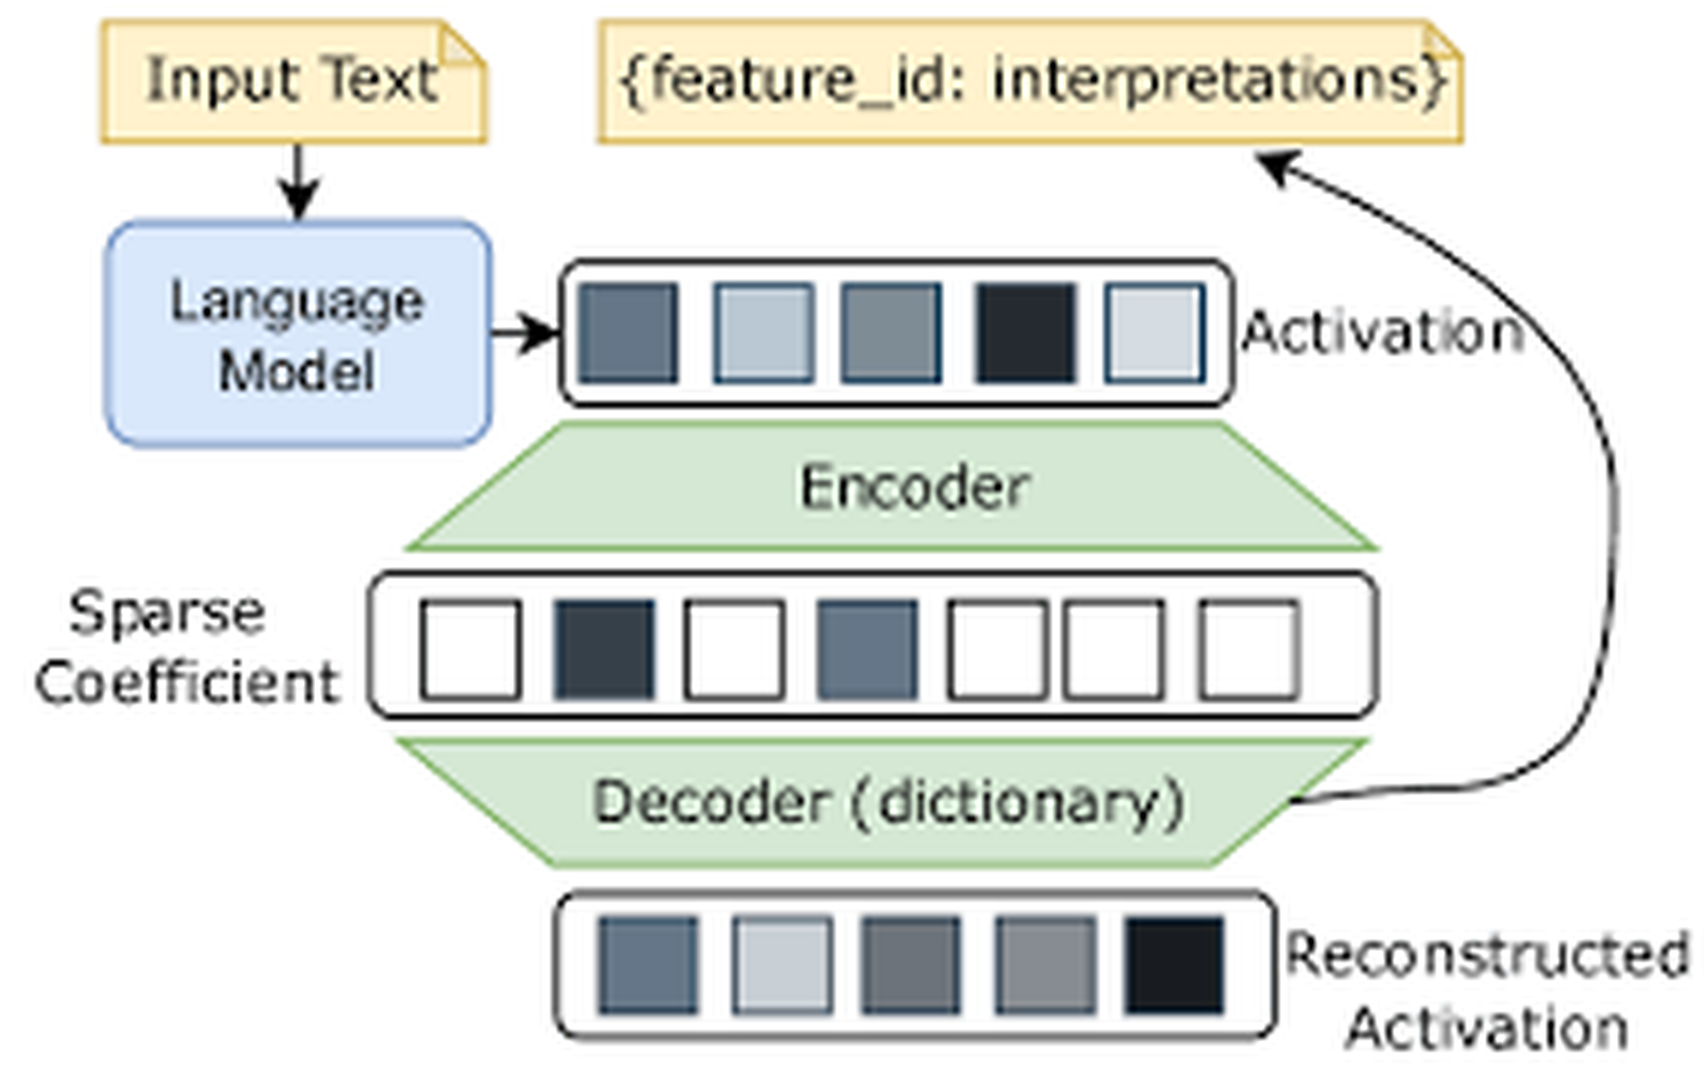 Input Text
{feature_id: interpretations}
Language
Model
Activation
Encoder
Sparse
Coefficient
Decoder (dictionary)
Reconstructed
Activation